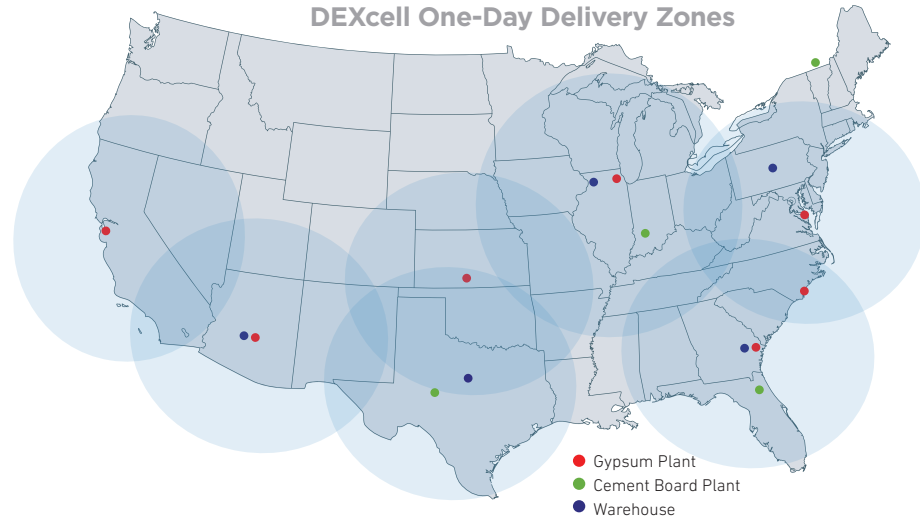 DEXcell One-Day Delivery Zones
Gypsum Plant
Cement Board Plant
Warehouse